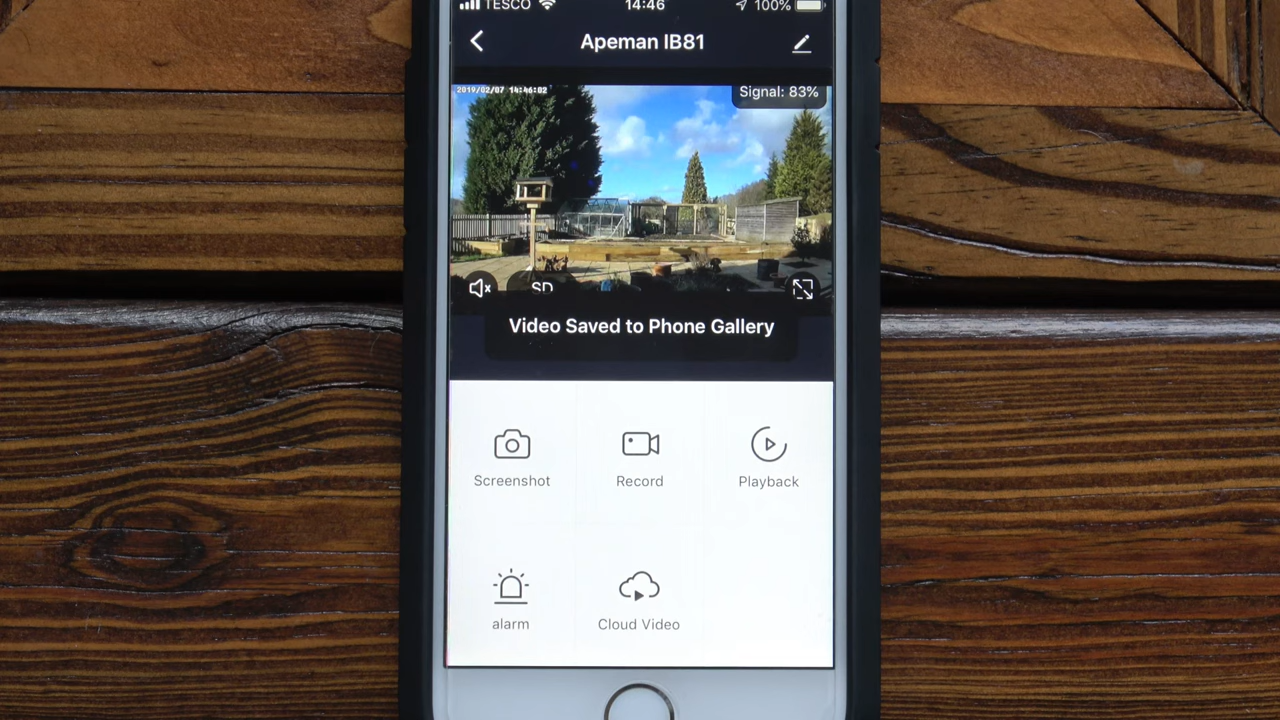 TESCO 14:46 100%
Apeman IB81
2019/02/07 14:46:02
Signal: 83%
SD
Video Saved to Phone Gallery
Screenshot Record Playback
alarm Cloud Video